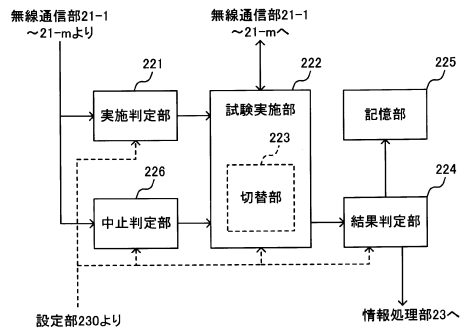 無線通信部21-1
～21-mより
無線通信部21-1
～21-mへ
221
222
225
実施判定部
試験実施部
記憶部
223
切替部
226
224
中止判定部
結果判定部
設定部230より
情報処理部23へ